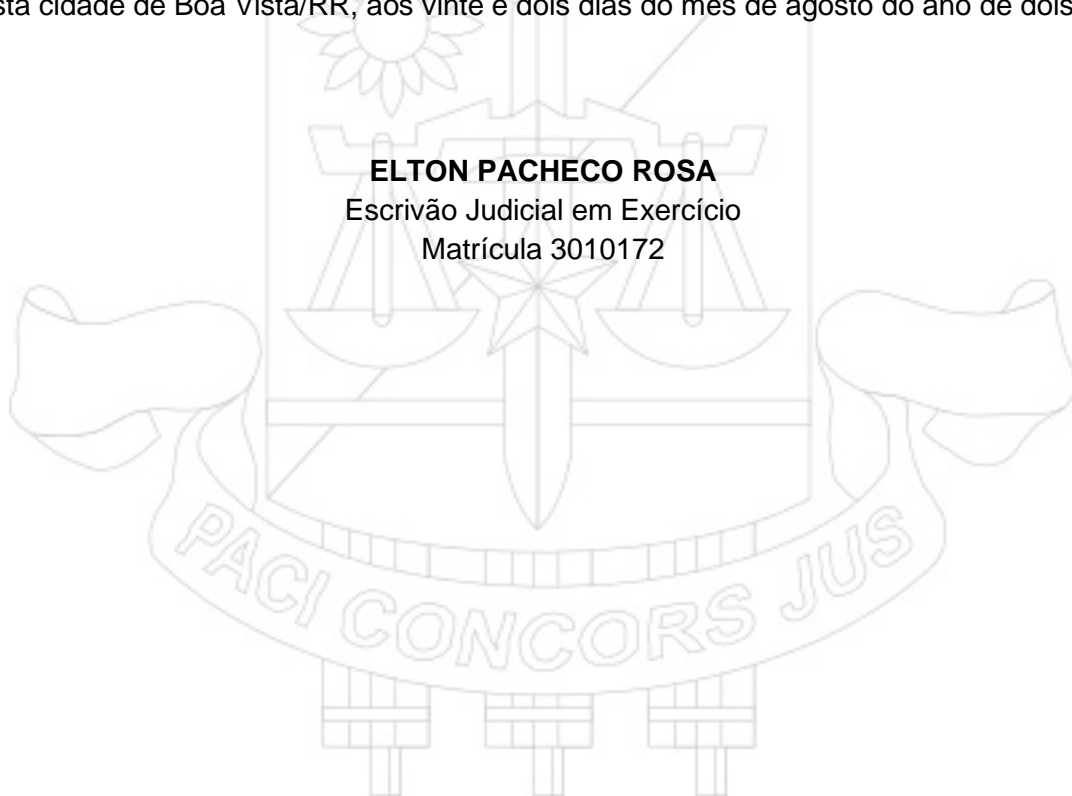 sta cidade de Boa Vista/RR, aos vinte e dois dias do mês de agosto do ano de dois
ELTON PACHECO ROSA
Escrivão Judicial em Exercício
Matrícula 3010172
PACI CONCORS JUS